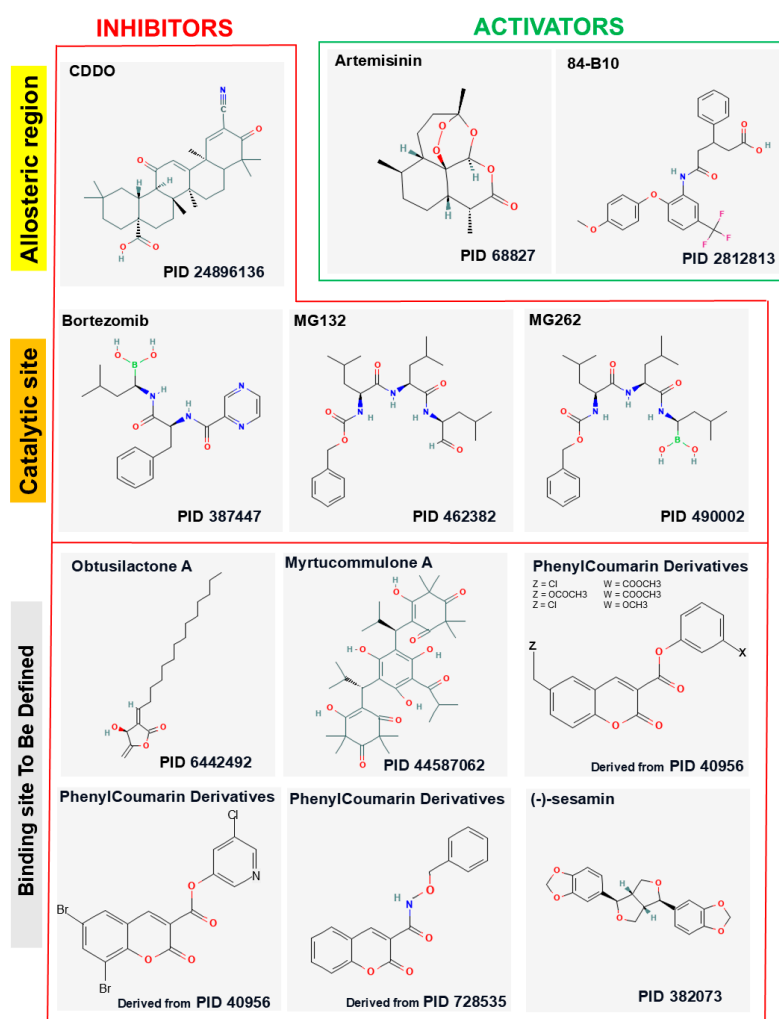 INHIBITORS
ACTIVATORS
Allosteric region
CDDO
PID 24896136
Artemisinin
PID 68827
84-B10
PID 2812813
Catalytic site
Bortezomib
PID 387447
MG132
PID 462382
MG262
PID 490002
Binding site To Be Defined
Obtusilactone A
PID 6442492
Myrtucommulone A
PID 44587062
PhenylCoumarin Derivatives
Z = Cl W = COOCH3
Z = OCOCH3 W = COOCH3
Z = Cl W = OCH3
Z
X
Derived from PID 40956
PhenylCoumarin Derivatives
Derived from PID 40956
PhenylCoumarin Derivatives
Derived from PID 728535
(-)-sesamin
PID 382073